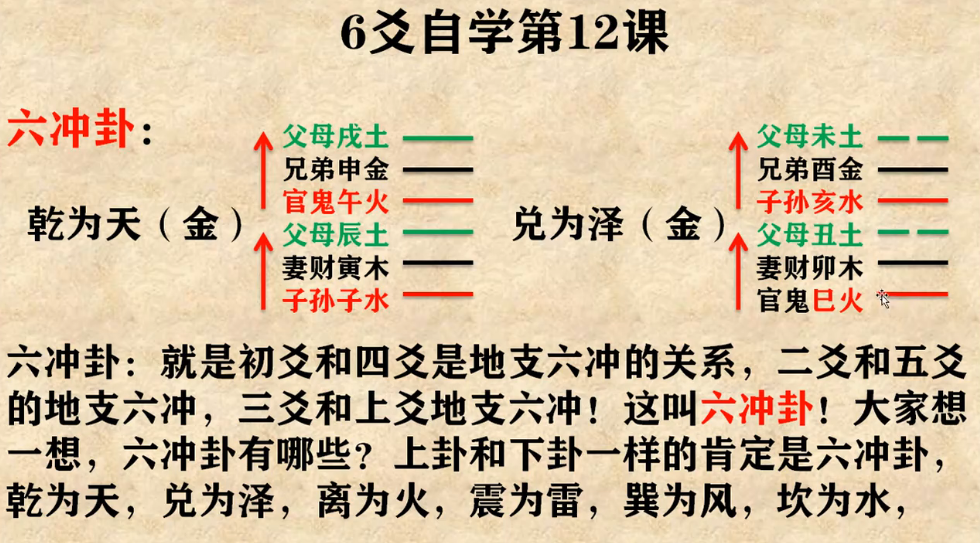 6爻自学第12课
六冲卦：
乾为天（金）
父母戌土
兄弟申金
官鬼午火
父母辰土
妻财寅木
子孙子水
兑为泽（金）
父母未土
兄弟酉金
子孙亥水
父母丑土
妻财卯木
官鬼巳火
六冲卦：就是初爻和四爻是地支六冲的关系，二爻和五爻
的地支六冲，三爻和上爻地支六冲！这叫六冲卦！大家想
一想，六冲卦有哪些？上卦和下卦一样的肯定是六冲卦，
乾为天，兑为泽，离为火，震为雷，巽为风，坎为水，